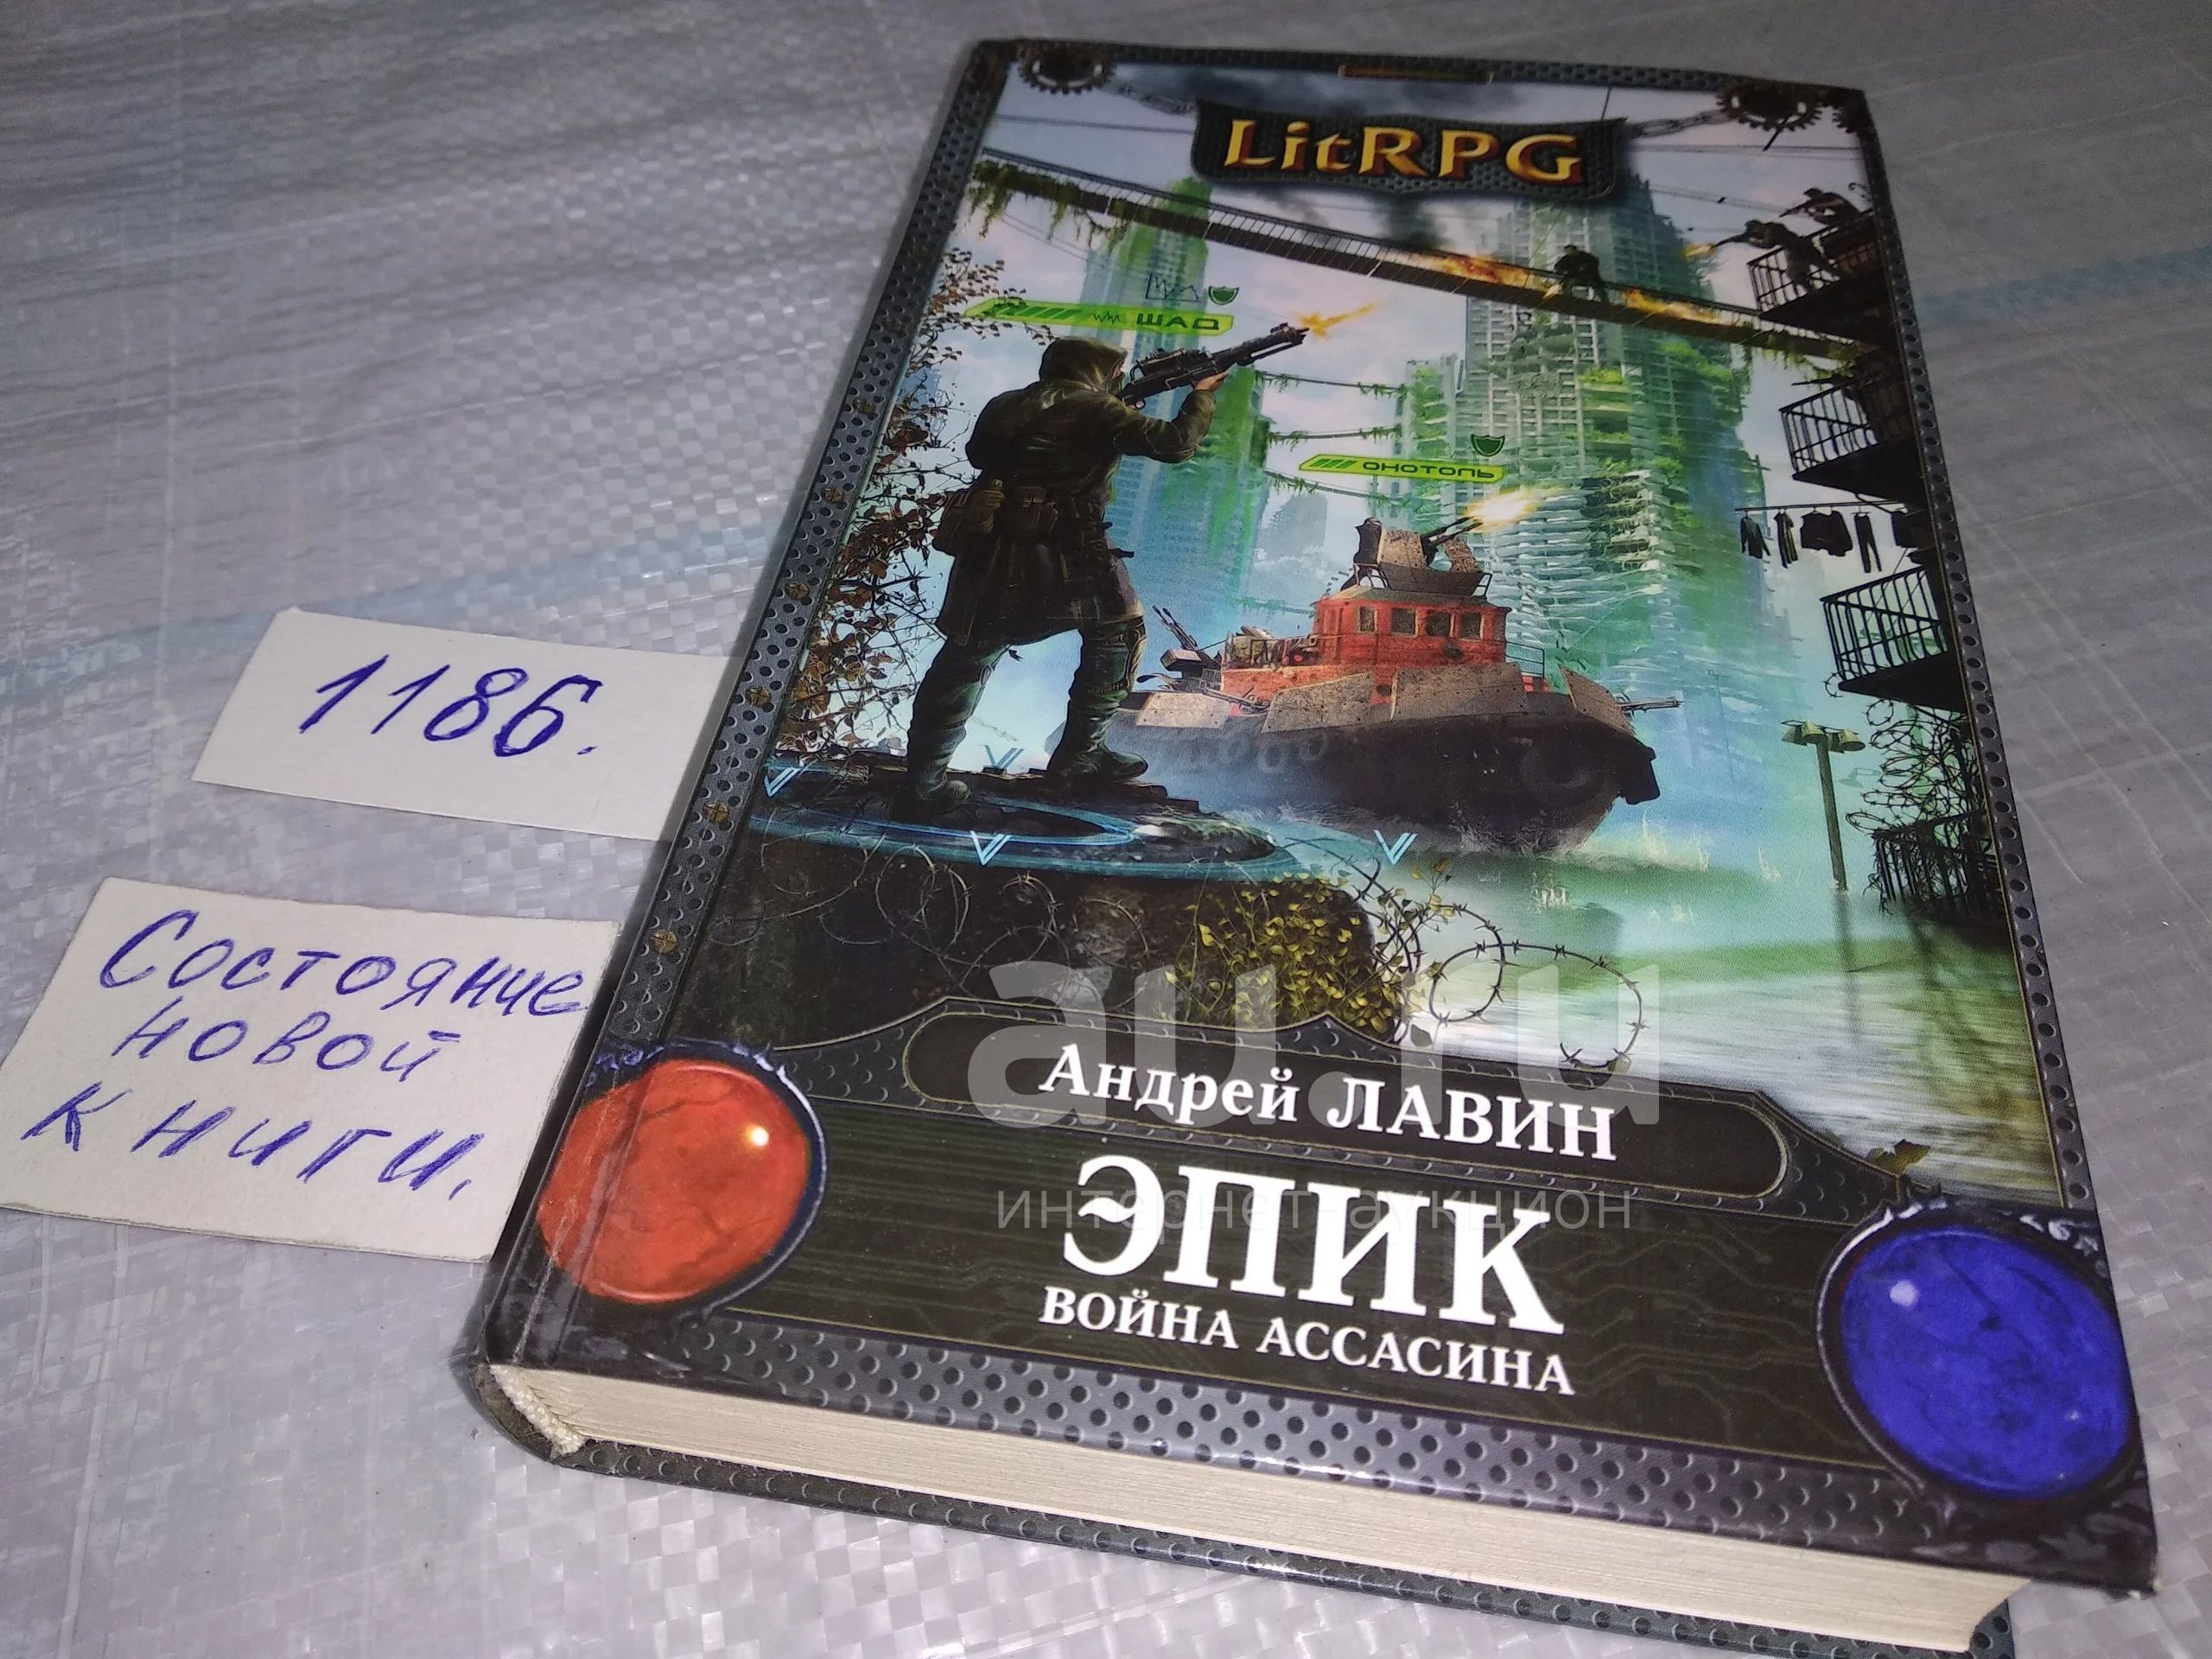 LitRPG
ШАД
ОНОТОЛЬ
1186.
Состояние
новой
книги.
au.ru
Андрей ЛАВИН
интернет-аукцион
ЭПИК
ВОЙНА АССАСИНА